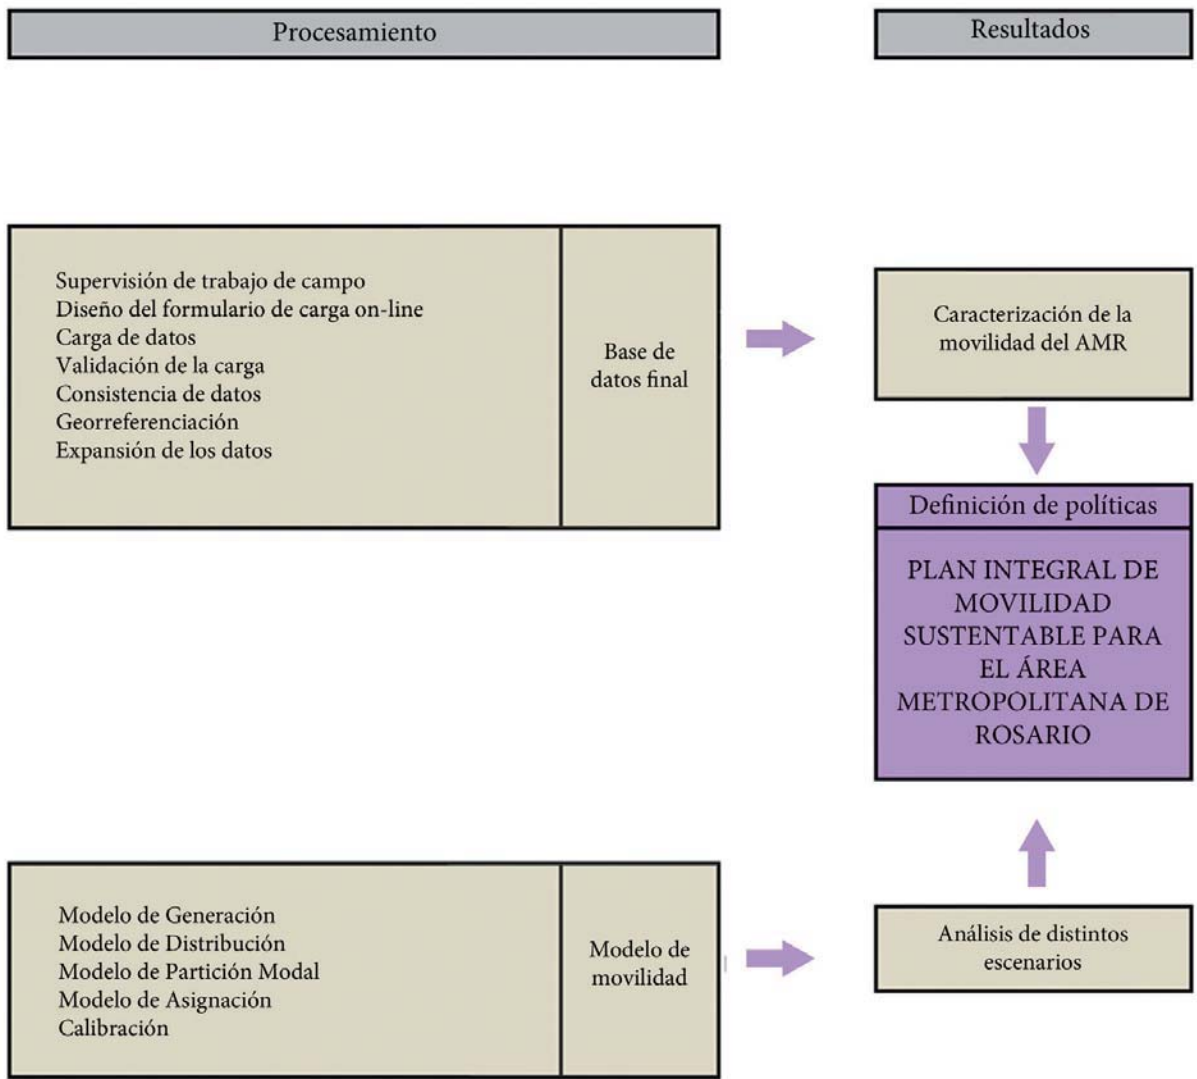 Procesamiento
Resultados
Supervisión de trabajo de campo
Diseño del formulario de carga on-line
Carga de datos
Validación de la carga
Consistencia de datos
Georreferenciación
Expansión de los datos
Base de
datos final
Caracterización de la
movilidad del AMR
Definición de políticas
PLAN INTEGRAL DE
MOVILIDAD
SUSTENTABLE PARA
EL ÁREA
METROPOLITANA DE
ROSARIO
Modelo de Generación
Modelo de Distribución
Modelo de Partición Modal
Modelo de Asignación
Calibración
Modelo de
movilidad
Análisis de distintos
escenarios